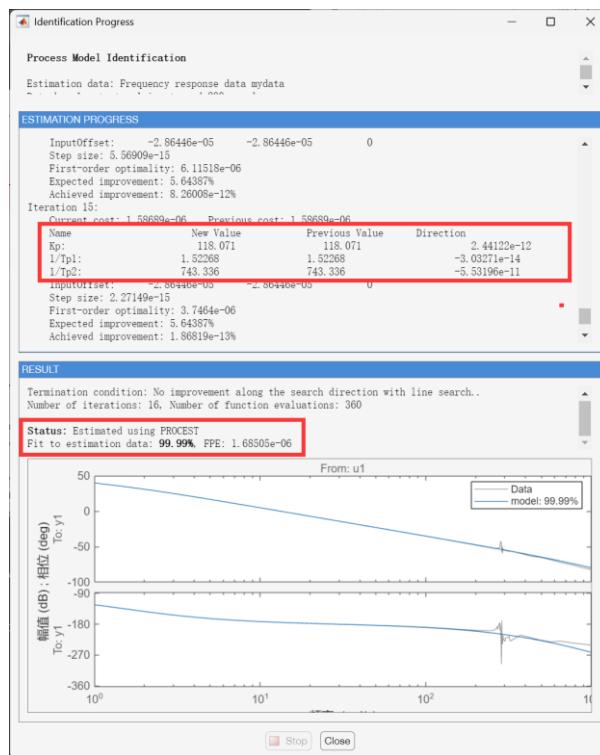 Identification Progress
Process Model Identification
Estimation data: Frequency response data mydata
ESTIMATION PROGRESS
InputOffset: -2.86446e-05 -2.86446e-05 0
Step size: 5.56909e-15
First-order optimality: 6.11518e-06
Expected improvement: 5.64387%
Achieved improvement: 8.26008e-12%
Iteration 15:
Current cost: 1.58689e-06 Previous cost: 1.58689e-06
Name New Value Previous Value Direction
Kp: 118.071 118.071 2.44122e-12
1/Tp1: 1.52268 1.52268 -3.03271e-14
1/Tp2: 743.336 743.336 -5.53196e-11
InputOffset: -2.86446e-05 -2.86446e-05 0
Step size: 2.27149e-15
First-order optimality: 3.7464e-06
Expected improvement: 5.64387%
Achieved improvement: 1.86819e-13%
RESULT
Termination condition: No improvement along the search direction with line search..
Number of iterations: 16, Number of function evaluations: 360
Status: Estimated using PROCEST
Fit to estimation data: 99.99%, FPE: 1.68505e-06
From: u1
Data
model: 99.99%
幅值 (dB) ; 相位 (deg)
To: y1
To: y1
50
0
-50
-100
-90
-180
-270
-360
10⁰
10¹
10²
Stop
Close